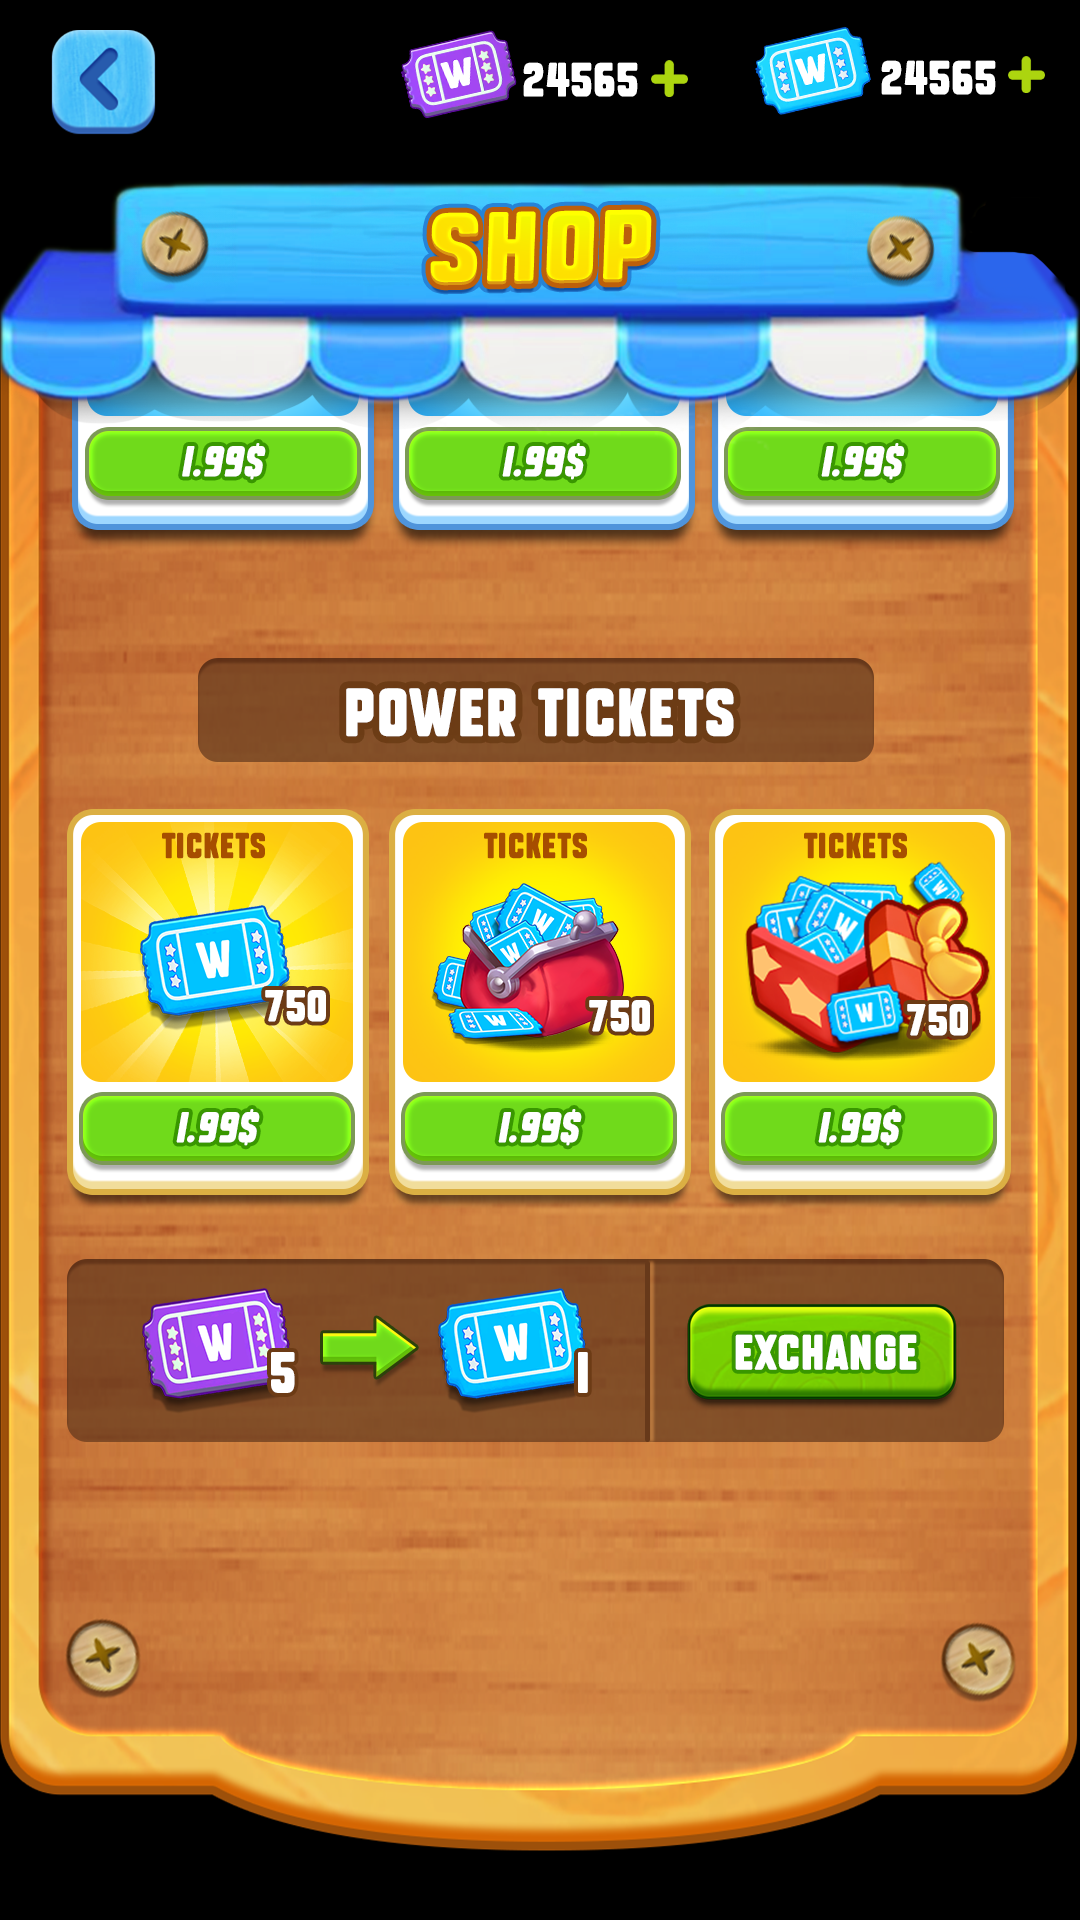 W 24565 + W 24565 +
SHOP
1.99$ 1.99$ 1.99$
POWER TICKETS
TICKETS TICKETS TICKETS
W W W W W W W
750 750 750
1.99$ 1.99$ 1.99$
W 5 W 1 EXCHANGE